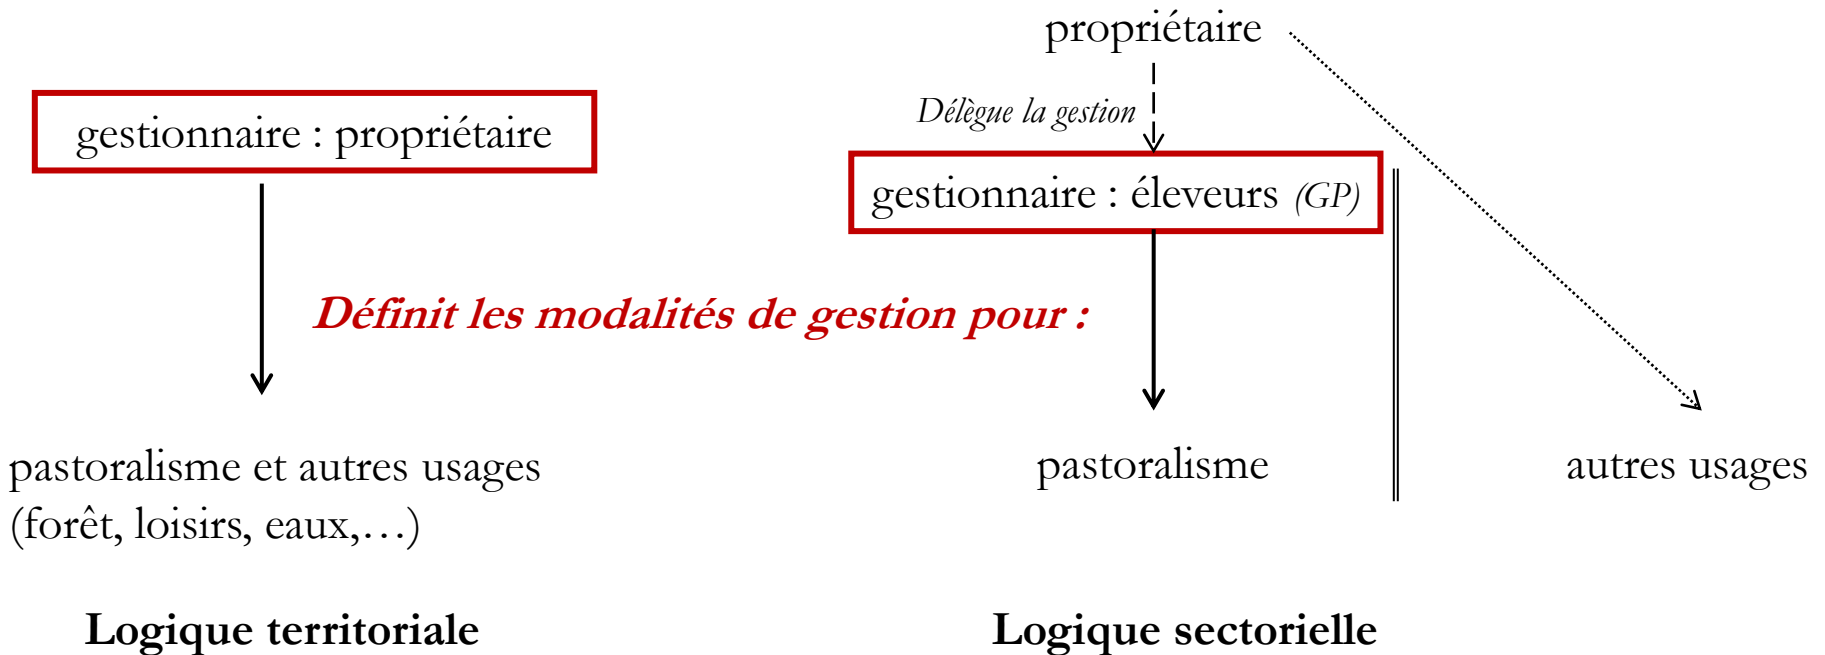 propriétaire
Délègue la gestion
gestionnaire : propriétaire
gestionnaire : éleveurs (GP)
Définit les modalités de gestion pour :
pastoralisme et autres usages
(forêt, loisirs, eaux,…)
pastoralisme
autres usages
Logique territoriale
Logique sectorielle